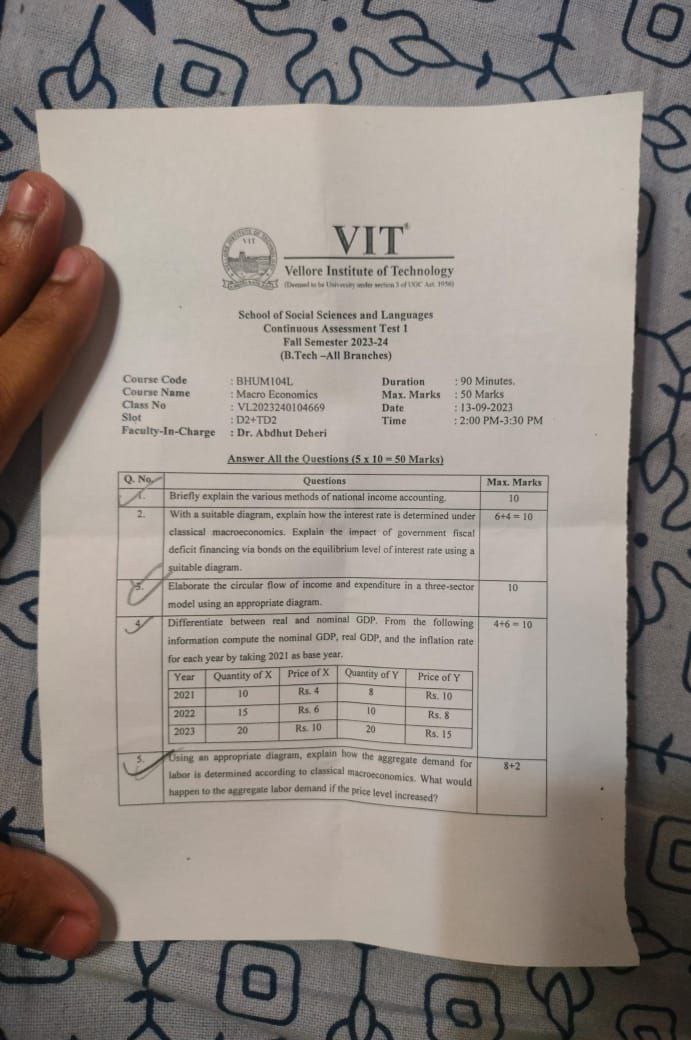 VIT
VIT®
Vellore Institute of Technology
(Deemed to be University under section 3 of UGC Act, 1956)
School of Social Sciences and Languages
Continuous Assessment Test 1
Fall Semester 2023-24
(B.Tech –All Branches)
Course Code : BHUM104L Duration : 90 Minutes.
Course Name : Macro Economics Max. Marks : 50 Marks
Class No : VL2023240104669 Date : 13-09-2023
Slot : D2+TD2 Time : 2:00 PM-3:30 PM
Faculty-In-Charge : Dr. Abdhut Deheri
Answer All the Questions (5 x 10 = 50 Marks)
Q. No. Questions Max. Marks
1. Briefly explain the various methods of national income accounting. 10
2. With a suitable diagram, explain how the interest rate is determined under 6+4 = 10
classical macroeconomics. Explain the impact of government fiscal
deficit financing via bonds on the equilibrium level of interest rate using a
suitable diagram.
3. Elaborate the circular flow of income and expenditure in a three-sector 10
model using an appropriate diagram.
4. Differentiate between real and nominal GDP. From the following 4+6 = 10
information compute the nominal GDP, real GDP, and the inflation rate
for each year by taking 2021 as base year.
Year Quantity of X Price of X Quantity of Y Price of Y
2021 10 Rs. 4 8 Rs. 10
2022 15 Rs. 6 10 Rs. 8
2023 20 Rs. 10 20 Rs. 15
5. Using an appropriate diagram, explain how the aggregate demand for 8+2
labor is determined according to classical macroeconomics. What would
happen to the aggregate labor demand if the price level increased?